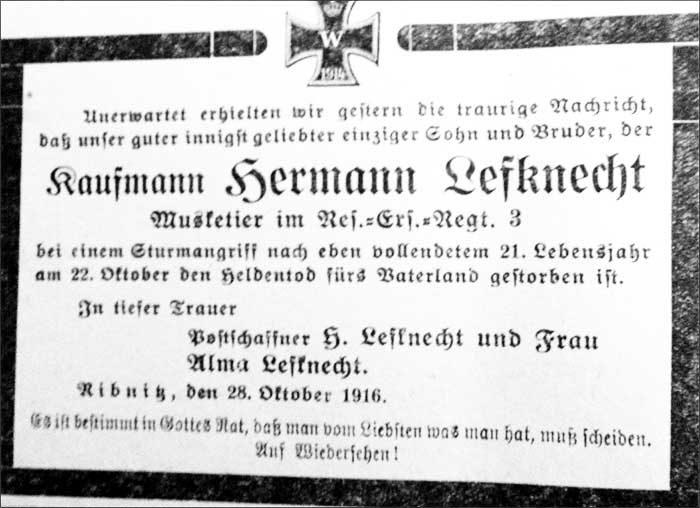 W
1914
Unerwartet erhielten wir gestern die traurige Nachricht,
daß unser guter innigst geliebter einziger Sohn und Bruder, der
Kaufmann Hermann Lefknecht
Musketier im Res.=Ers.=Regt. 3
bei einem Sturmangriff nach eben vollendetem 21. Lebensjahr
am 22. Oktober den Heldentod fürs Vaterland gestorben ist.
In tiefer Trauer
Postschaffner H. Lefknecht und Frau
Alma Lefknecht.
Ribnitz, den 28. Oktober 1916.
Es ist bestimmt in Gottes Rat, daß man vom Liebsten was man hat, muß scheiden.
Auf Wiedersehen!